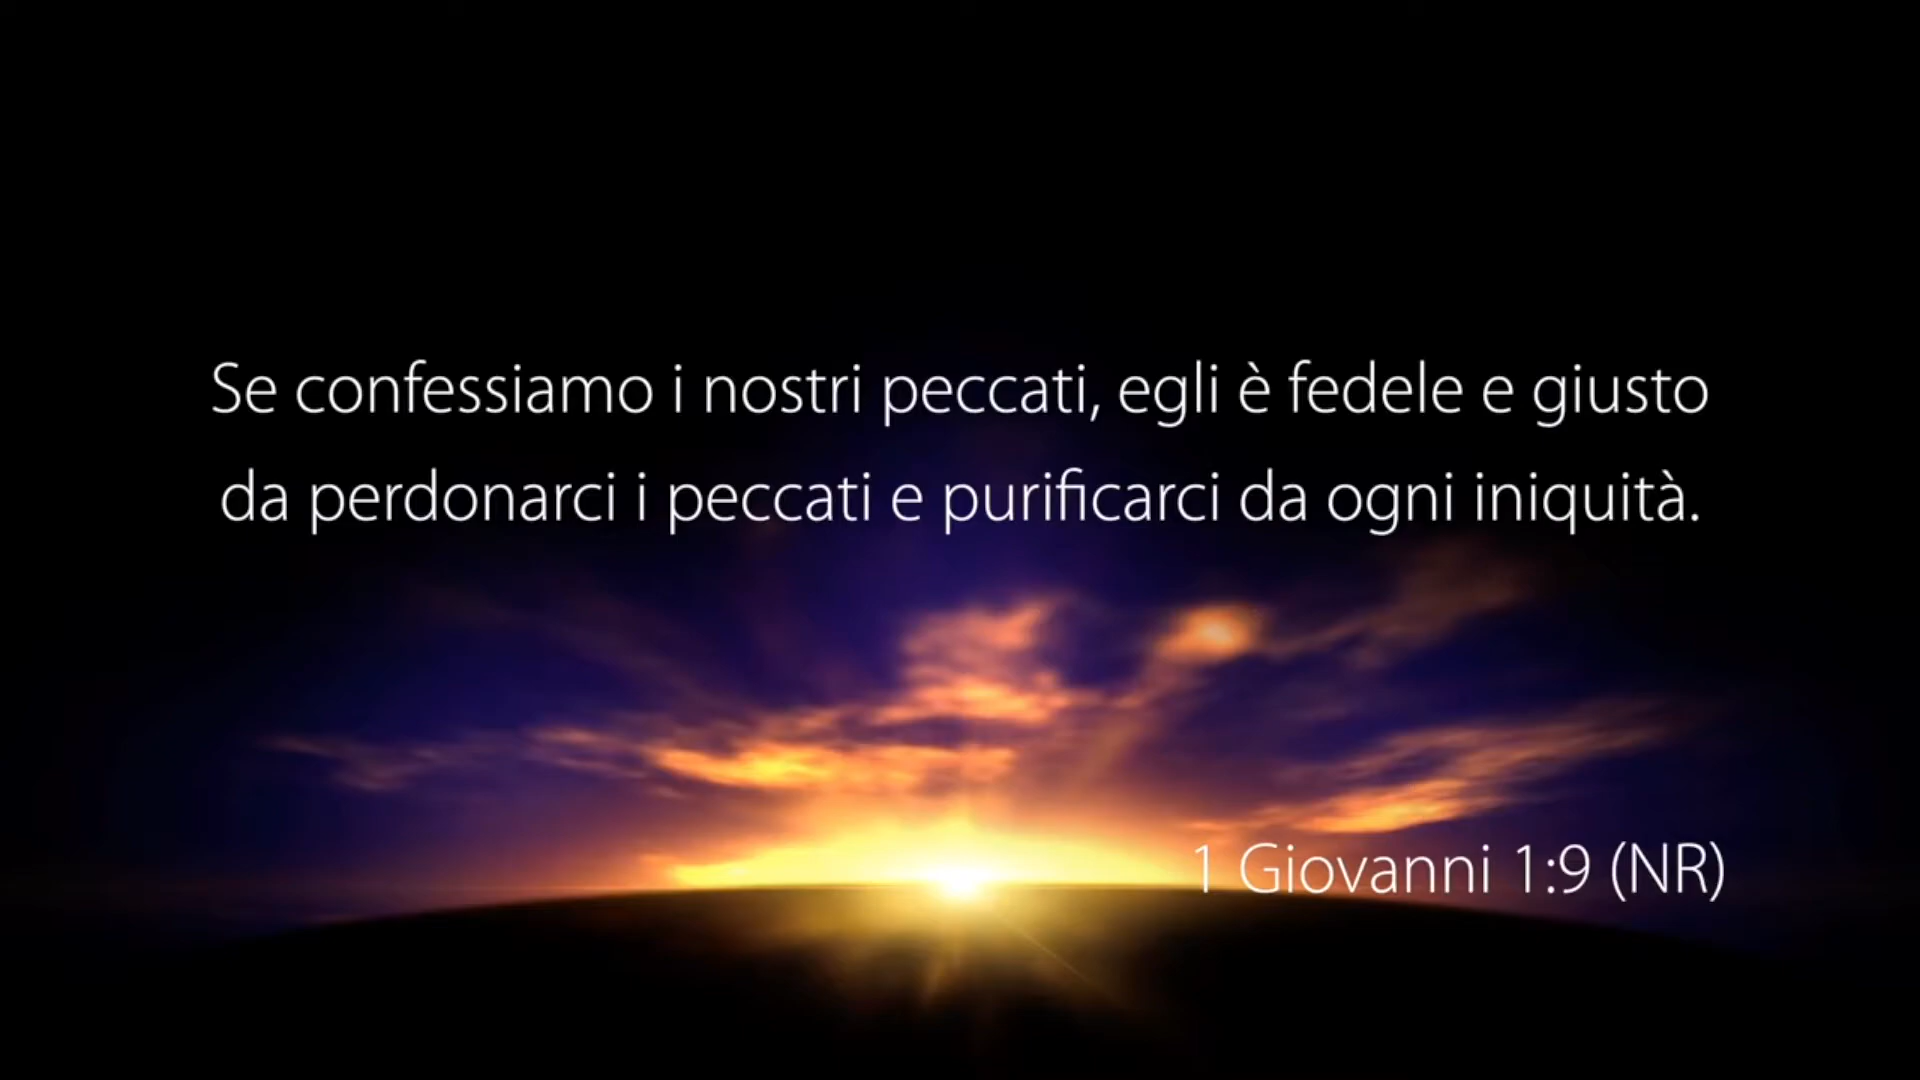 Se confessiamo i nostri peccati, egli è fedele e giusto
da perdonarci i peccati e purificarci da ogni iniquità.
1 Giovanni 1:9 (NR)